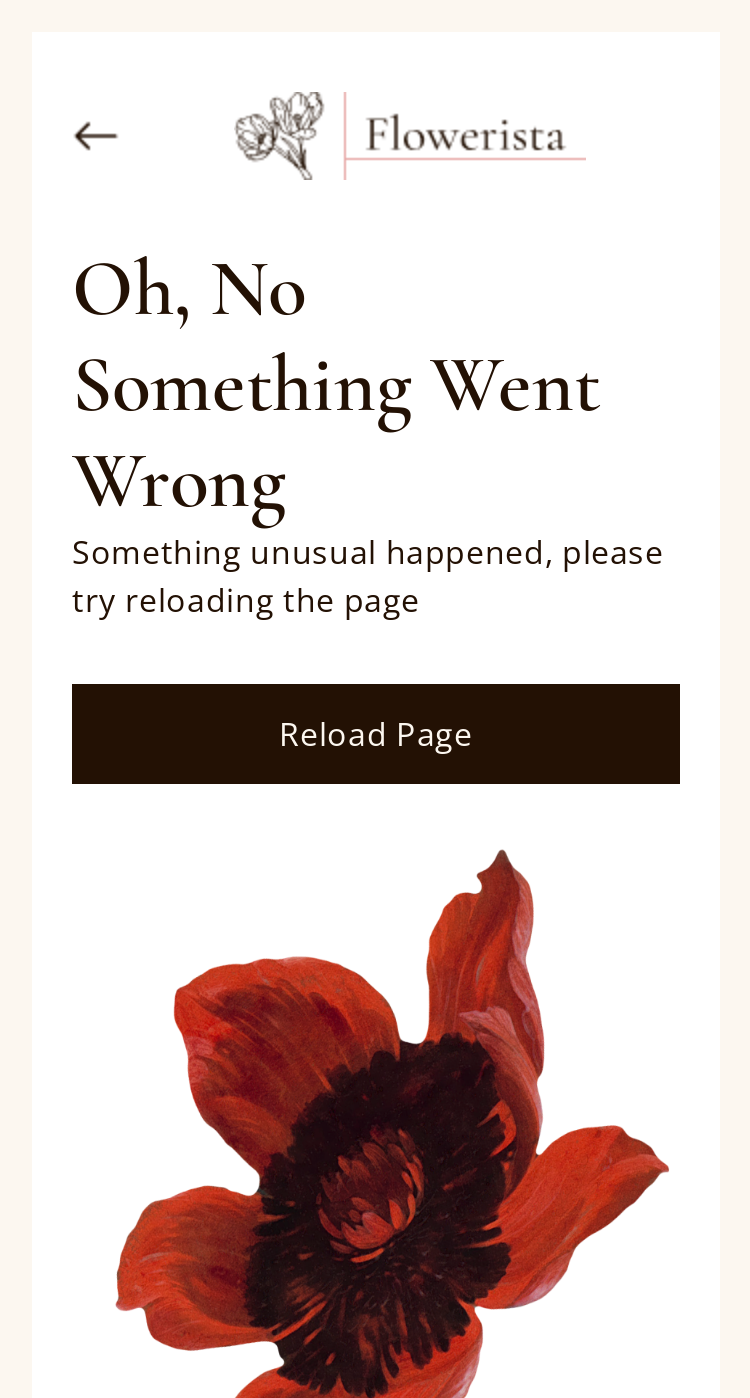 Flowerista
Oh, No
Something Went
Wrong
Something unusual happened, please
try reloading the page
Reload Page